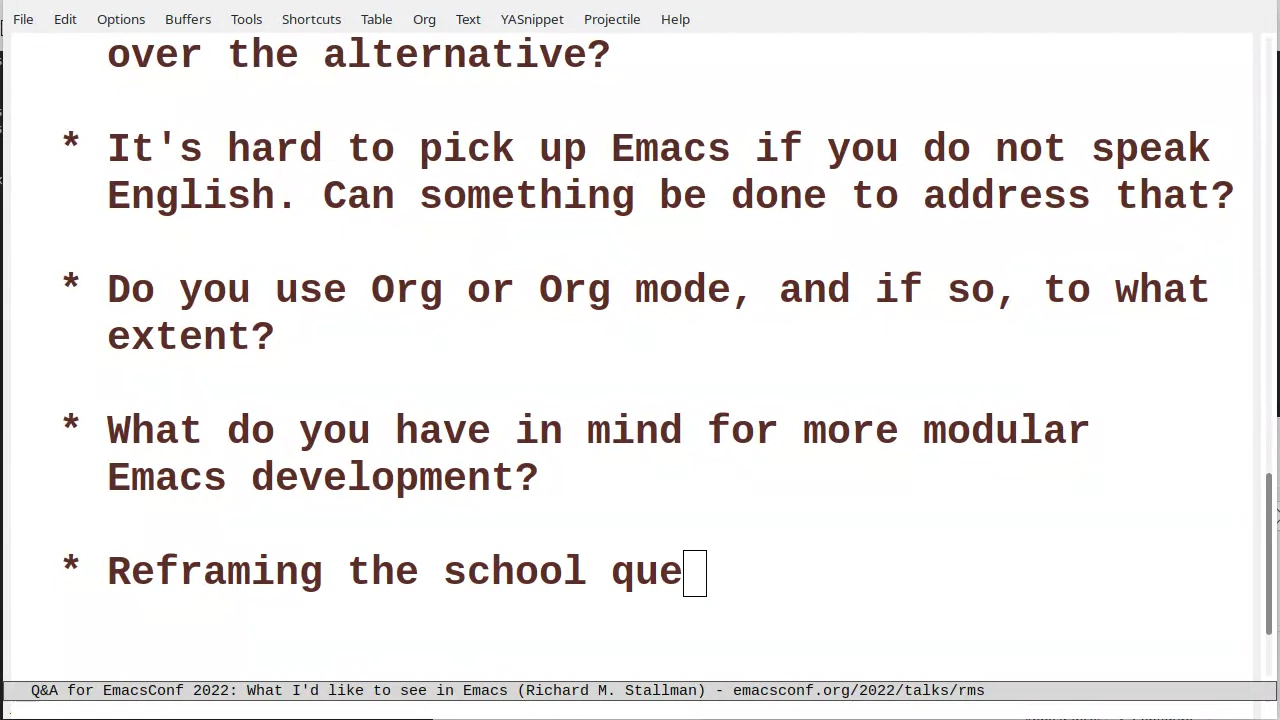 File Edit Options Buffers Tools Shortcuts Table Org Text YASnippet Projectile Help
over the alternative?
* It's hard to pick up Emacs if you do not speak
English. Can something be done to address that?
* Do you use Org or Org mode, and if so, to what
extent?
* What do you have in mind for more modular
Emacs development?
* Reframing the school que
Q&A for EmacsConf 2022: What I'd like to see in Emacs (Richard M. Stallman) - emacsconf.org/2022/talks/rms